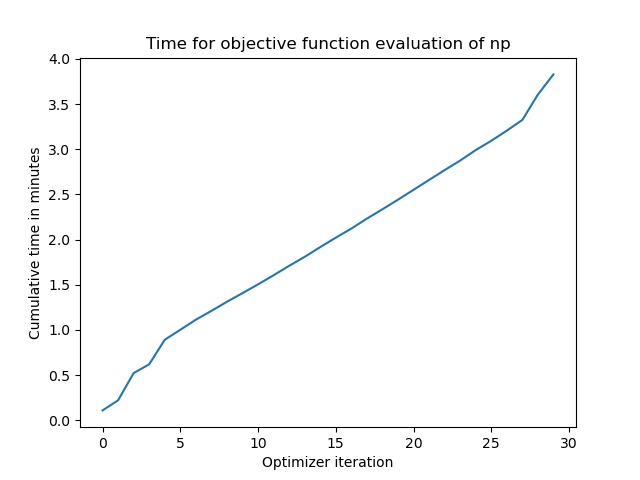 Time for objective function evaluation of np
4.0
3.5
3.0
2.5
2.0
1.5
1.0
0.5
0.0
Cumulative time in minutes
0 5 10 15 20 25 30
Optimizer iteration